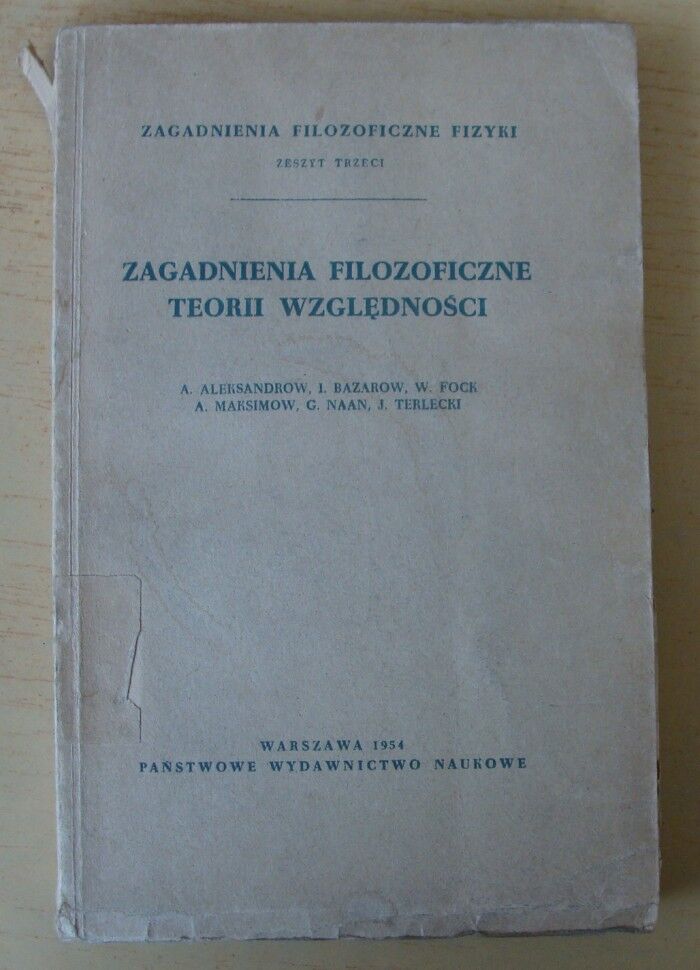 ZAGADNIENIA FILOZOFICZNE FIZYKI
ZESZYT TRZECI
ZAGADNIENIA FILOZOFICZNE
TEORII WZGLĘDNOŚCI
A. ALEKSANDROW, I. BAZAROW, W. FOCK
A. MAKSIMOW, G. NAAN, J. TERLECKI
WARSZAWA 1954
PAŃSTWOWE WYDAWNICTWO NAUKOWE